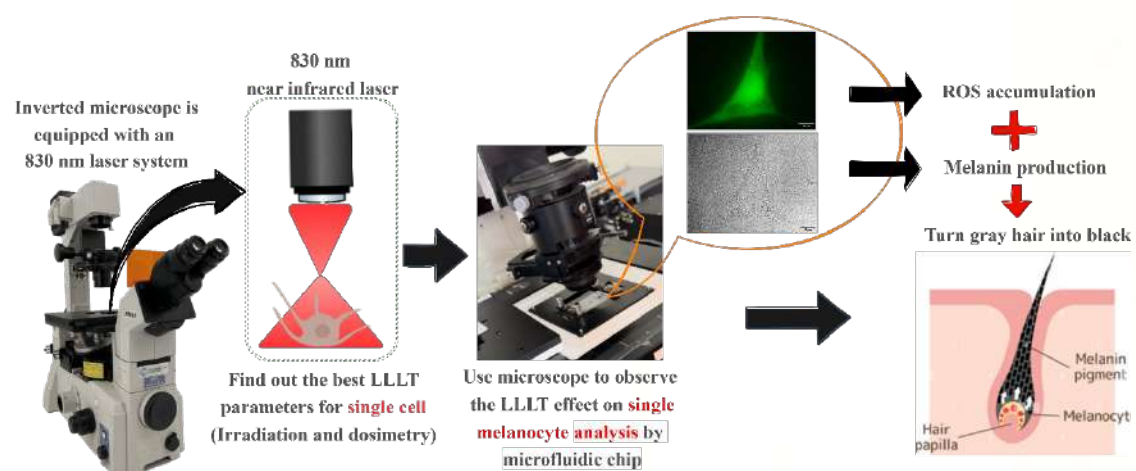 Inverted microscope is
equipped with an
830 nm laser system
830 nm
near infrared laser
Find out the best LLLT
parameters for single cell
(Irradiation and dosimetry)
Use microscope to observe
the LLLT effect on single
melanocyte analysis by
microfluidic chip
ROS accumulation
Melanin production
Turn gray hair into black
Melanin
pigment
Melanocyte
Hair
papilla